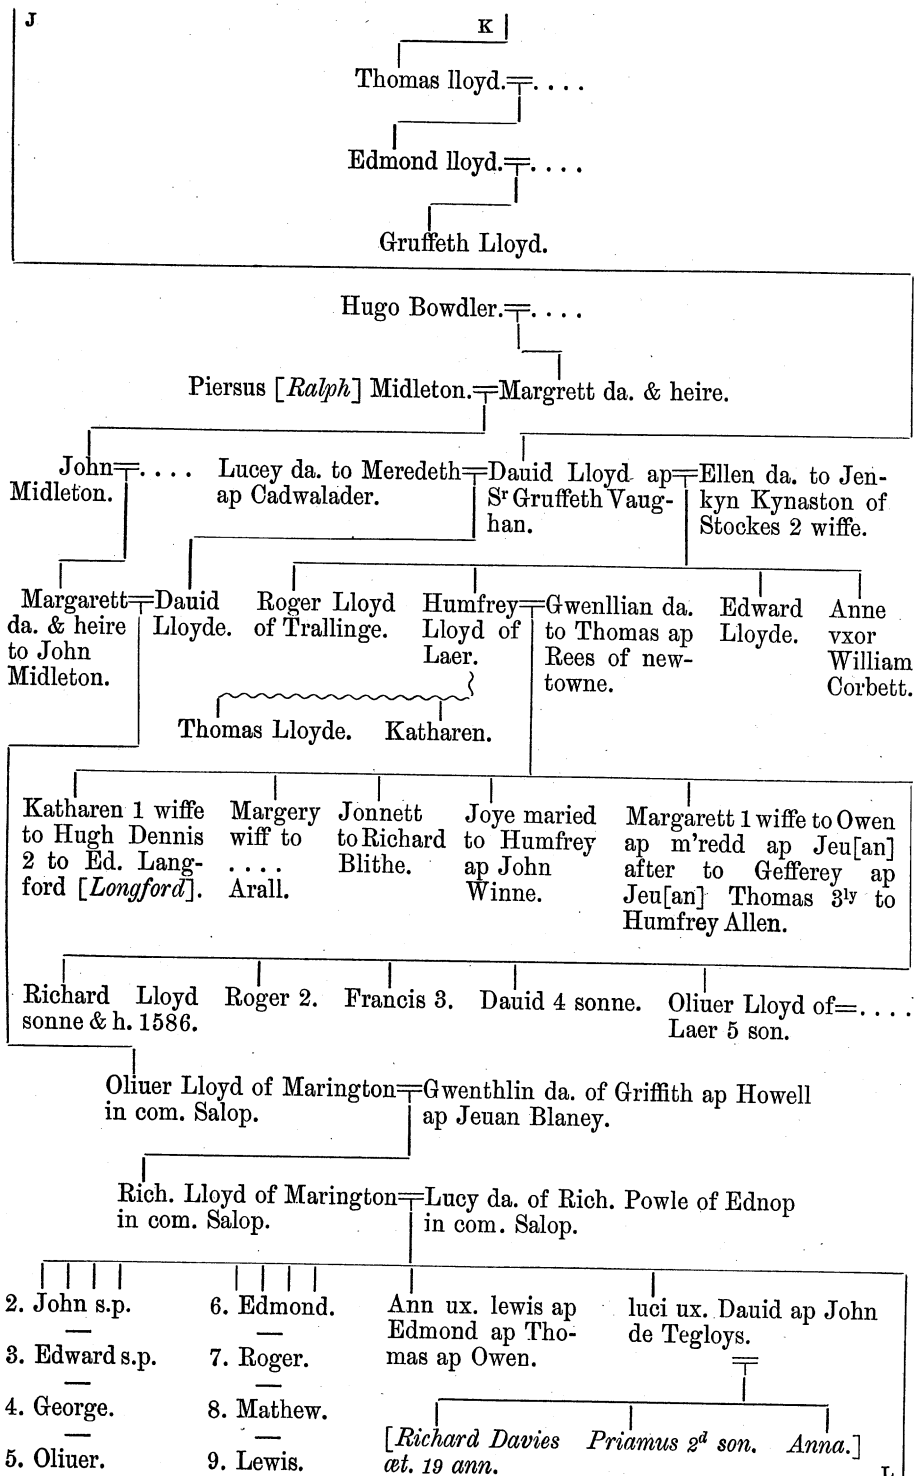 J
K
Thomas lloyd.=. . . .
Edmond lloyd.=. . . .
Gruffeth Lloyd.
Hugo Bowdler.=. . . .
Piersus [Ralph] Midleton.=Margrett da. & heire.
John=. . . .
Midleton.
Lucey da. to Meredeth=
ap Cadwalader.
Dauid Lloyd ap=
Sr Gruffeth Vaug-
han.
Ellen da. to Jen-
kyn Kynaston of
Stockes 2 wiffe.
Margarett=
da. & heire
to John
Midleton.
Dauid
Lloyde.
Roger Lloyd
of Trallinge.
Humfrey=
Lloyd of
Laer.
Gwenllian da.
to Thomas ap
Rees of new-
towne.
Edward
Lloyde.
Anne
vxor
William
Corbett.
Thomas Lloyde.
Katharen.
Katharen 1 wiffe
to Hugh Dennis
2 to Ed. Lang-
ford [Longford].
Margery
wiff to
. . . .
Arall.
Jonnett
to Richard
Blithe.
Joye maried
to Humfrey
ap John
Winne.
Margarett 1 wiffe to Owen
ap m'redd ap Jeu[an]
after to Gefferey ap
Jeu[an] Thomas 3ly to
Humfrey Allen.
Richard Lloyd
sonne & h. 1586.
Roger 2.
Francis 3.
Dauid 4 sonne.
Oliuer Lloyd of=. . . .
Laer 5 son.
Oliuer Lloyd of Marington=
in com. Salop.
Gwenthlin da. of Griffith ap Howell
ap Jeuan Blaney.
Rich. Lloyd of Marington=
in com. Salop.
Lucy da. of Rich. Powle of Ednop
in com. Salop.
2. John s.p.
3. Edward s.p.
4. George.
5. Oliuer.
6. Edmond.
7. Roger.
8. Mathew.
9. Lewis.
Ann ux. lewis ap
Edmond ap Tho-
mas ap Owen.
luci ux. Dauid ap John
de Tegloys.
=
[Richard Davies
æt. 19 ann.
Priamus 2d son.
Anna.]
L